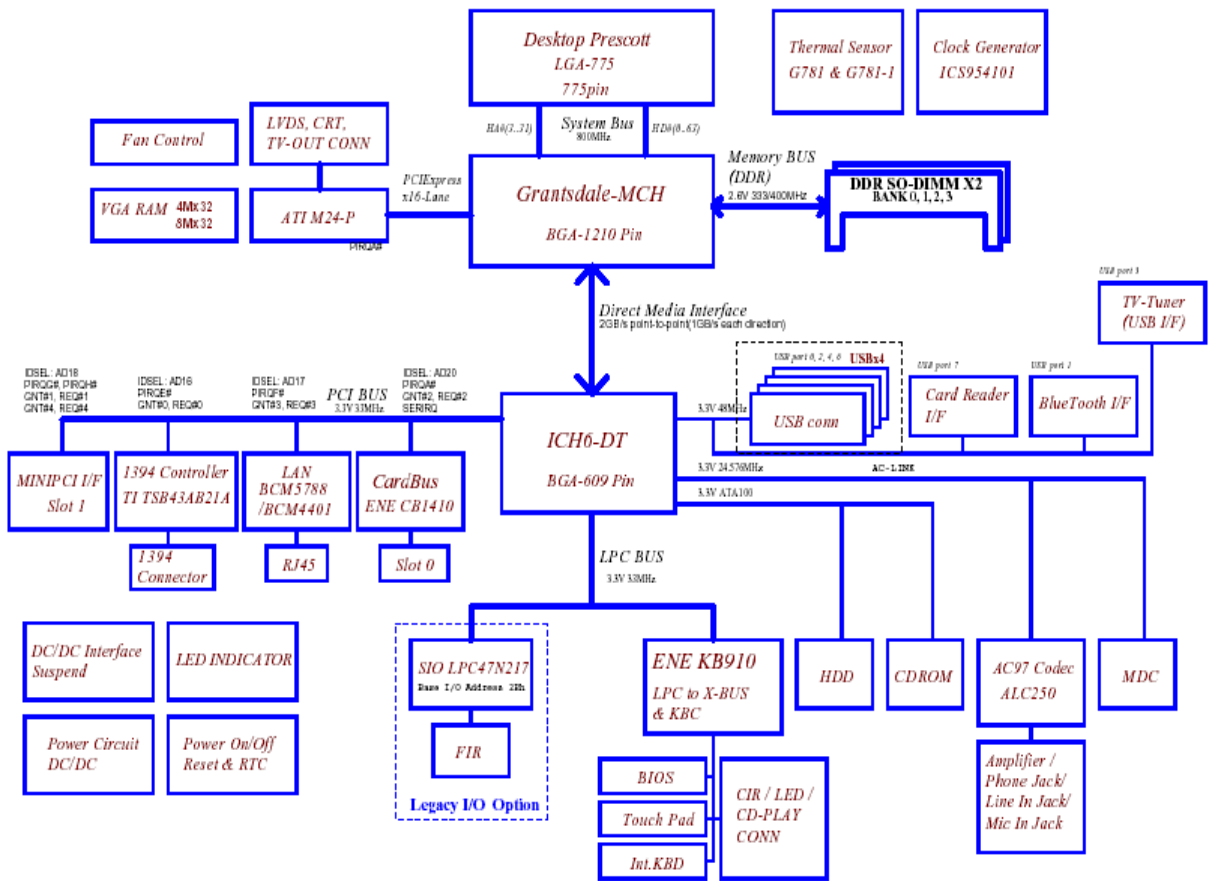 Desktop Prescott
LGA-775
775pin
Thermal Sensor
G781 & G781-1
Clock Generator
ICS954101
Fan Control
LVDS, CRT,
TV-OUT CONN
HA#(3..31)
System Bus
800MHz
HD#(0..63)
VGA RAM 4Mx32
8Mx32
ATI M24-P
PIRQA#
PCIExpress
x16-Lane
Grantsdale-MCH
BGA-1210 Pin
Memory BUS
(DDR)
2.6V 333/400MHz
DDR SO-DIMM X2
BANK 0, 1, 2, 3
Direct Media Interface
2GB/s point-to-point(1GB/s each direction)
TV-Tuner
(USB I/F)
IDSEL: AD18
PIRQG#, PIRQH#
GNT#1, REQ#1
GNT#4, REQ#4
IDSEL: AD16
PIRQE#
GNT#0, REQ#0
IDSEL: AD17
PIRQF#
GNT#3, REQ#3
IDSEL: AD20
PIRQA#
GNT#2, REQ#2
SERIRQ
PCI BUS
3.3V 33MHz
USB port 0, 2, 4, 6 USBx4
USB conn
USB port 7
Card Reader
I/F
BlueTooth I/F
3.3V 48MHz
ICH6-DT
BGA-609 Pin
3.3V 24.576MHz
AC-LINK
3.3V ATA100
MINIPCI I/F
Slot 1
1394 Controller
TI TSB43AB21A
LAN
BCM5788
/BCM4401
CardBus
ENE CB1410
1394
Connector
RJ45
Slot 0
LPC BUS
3.3V 33MHz
DC/DC Interface
Suspend
LED INDICATOR
Power Circuit
DC/DC
Power On/Off
Reset & RTC
SIO LPC47N217
Base I/O Address 2Eh
FIR
Legacy I/O Option
ENE KB910
LPC to X-BUS
& KBC
HDD
CDROM
AC97 Codec
ALC250
MDC
BIOS
Touch Pad
Int.KBD
CIR / LED /
CD-PLAY
CONN
Amplifier /
Phone Jack/
Line In Jack/
Mic In Jack